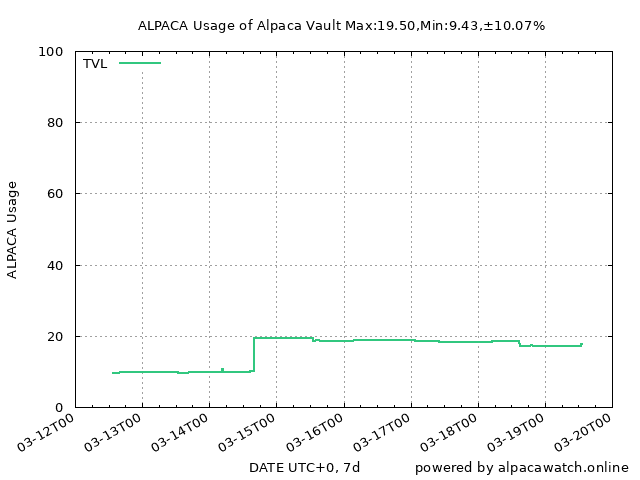 ALPACA Usage of Alpaca Vault Max:19.50,Min:9.43,±10.07%
100
TVL
80
60
40
20
0
ALPACA Usage
03-12T00
03-13T00
03-14T00
03-15T00
03-16T00
03-17T00
03-18T00
03-19T00
03-20T00
DATE UTC+0, 7d
powered by alpacawatch.online